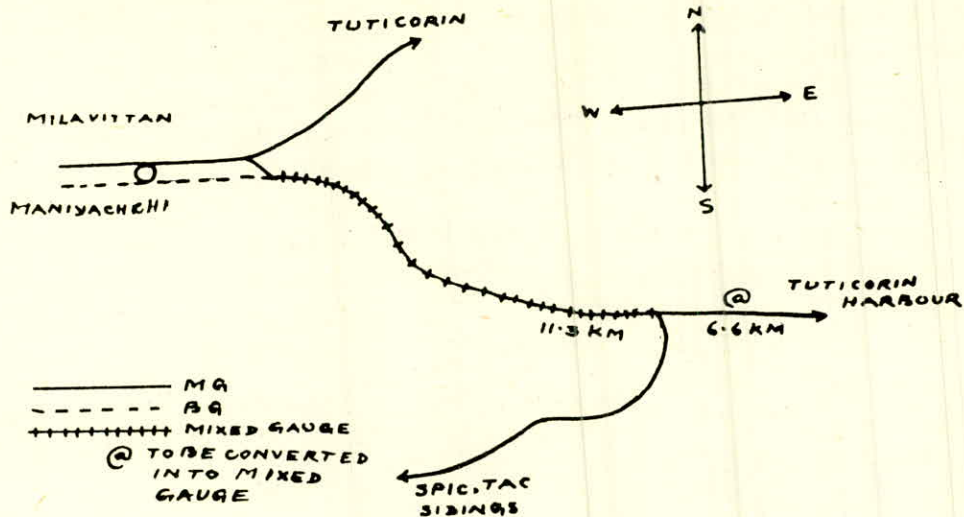 TUTICORIN
N
W
E
S
MILAVITTAN
MANIYACHCHI
@
TUTICORIN
HARBOUR
11.3 KM
6.6 KM
MG
BG
MIXED GAUGE
@ TO BE CONVERTED
INTO MIXED
GAUGE
SPIC, TAC
SIDINGS